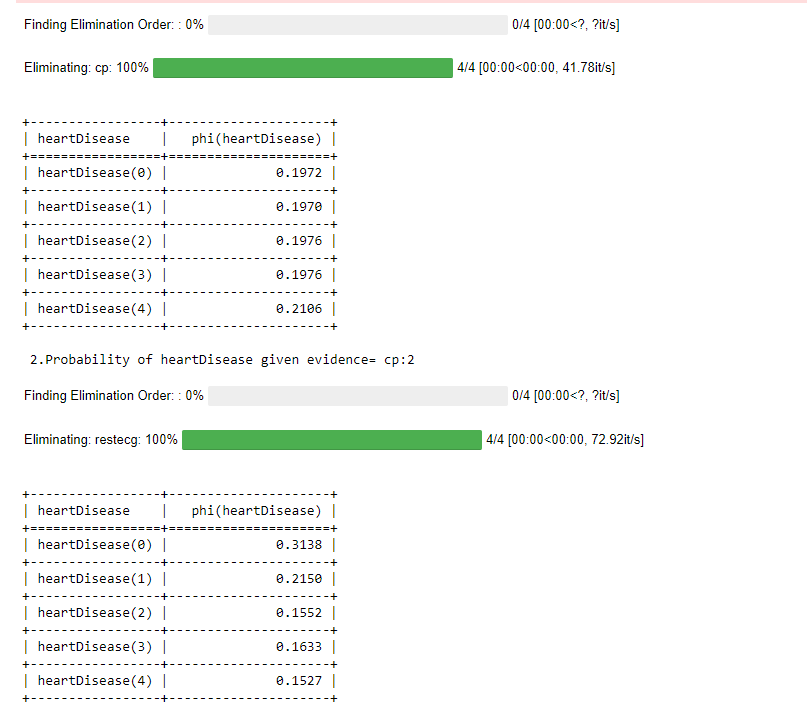 Finding Elimination Order: : 0% 0/4 [00:00<?, ?it/s]
Eliminating: cp: 100% 4/4 [00:00<00:00, 41.78it/s]
+-----------------+---------------------+
| heartDisease    |   phi(heartDisease) |
+=================+=====================+
| heartDisease(0) |              0.1972 |
+-----------------+---------------------+
| heartDisease(1) |              0.1970 |
+-----------------+---------------------+
| heartDisease(2) |              0.1976 |
+-----------------+---------------------+
| heartDisease(3) |              0.1976 |
+-----------------+---------------------+
| heartDisease(4) |              0.2106 |
+-----------------+---------------------+
2.Probability of heartDisease given evidence= cp:2
Finding Elimination Order: : 0% 0/4 [00:00<?, ?it/s]
Eliminating: restecg: 100% 4/4 [00:00<00:00, 72.92it/s]
+-----------------+---------------------+
| heartDisease    |   phi(heartDisease) |
+=================+=====================+
| heartDisease(0) |              0.3138 |
+-----------------+---------------------+
| heartDisease(1) |              0.2150 |
+-----------------+---------------------+
| heartDisease(2) |              0.1552 |
+-----------------+---------------------+
| heartDisease(3) |              0.1633 |
+-----------------+---------------------+
| heartDisease(4) |              0.1527 |
+-----------------+---------------------+